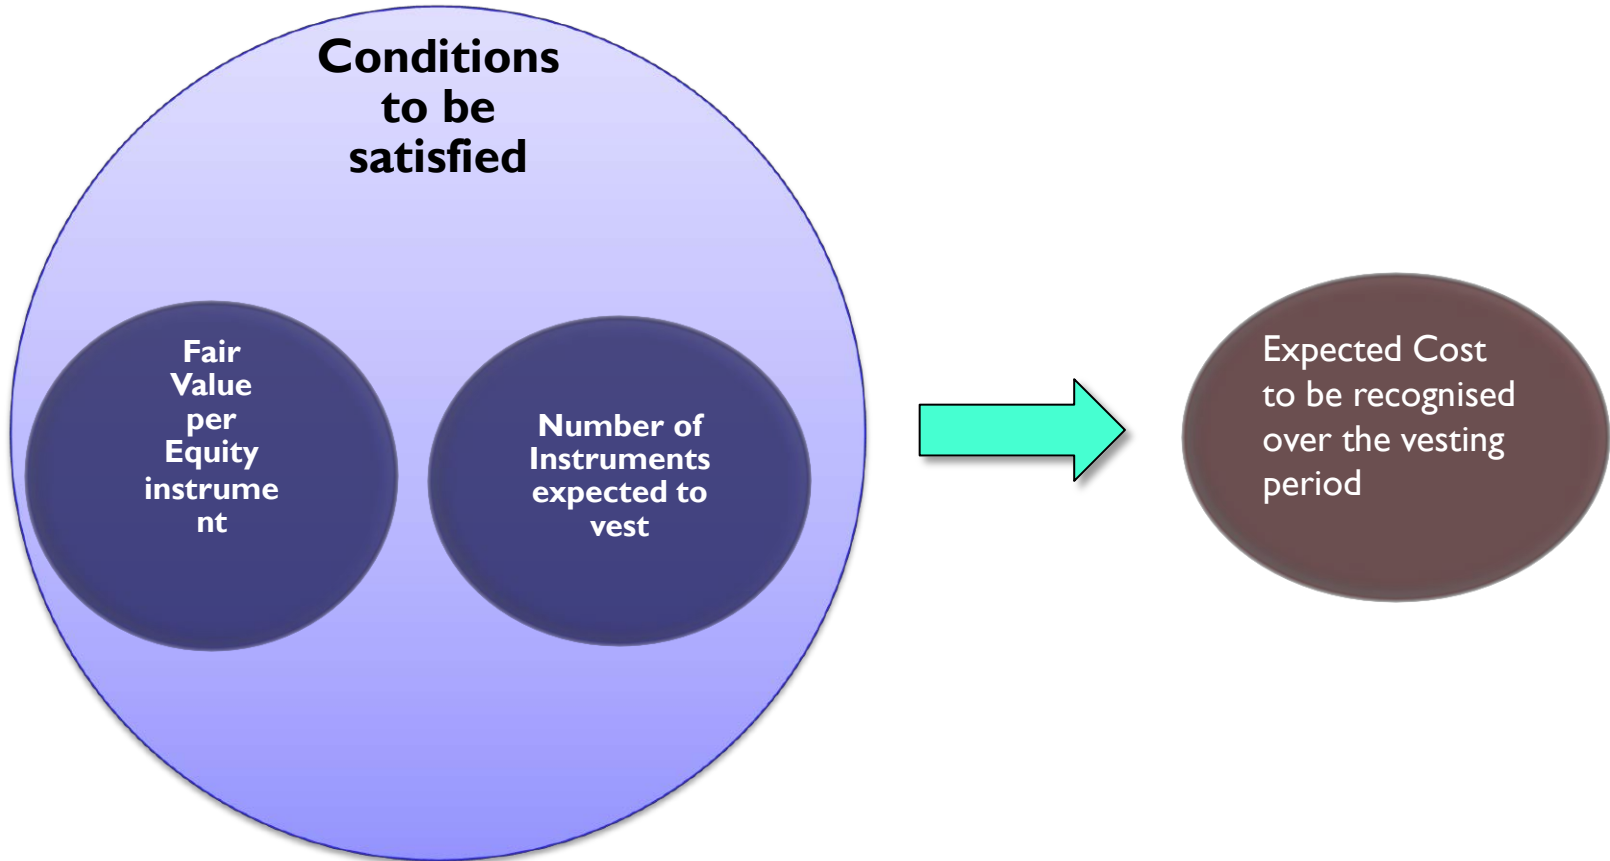 Conditions
to be
satisfied
Fair
Value
per
Equity
instrume
nt
Number of
Instruments
expected to
vest
Expected Cost
to be recognised
over the vesting
period